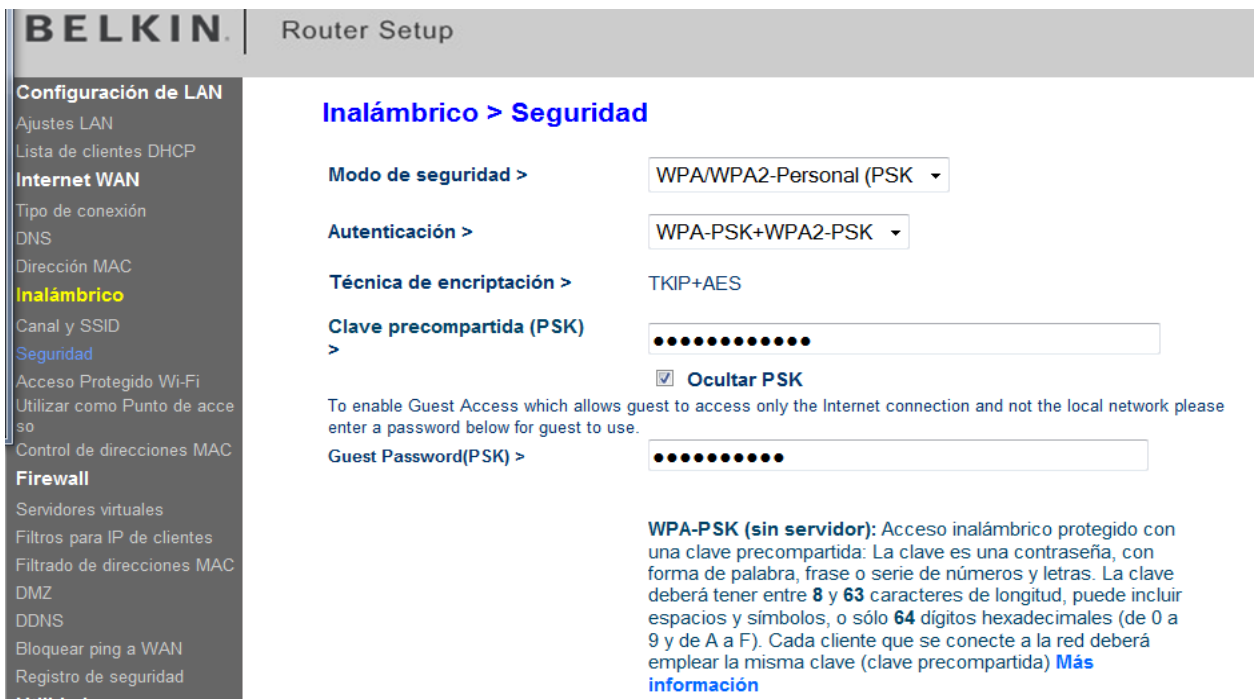 BELKIN. Router Setup
Configuración de LAN
Ajustes LAN
Lista de clientes DHCP
Internet WAN
Tipo de conexión
DNS
Dirección MAC
Inalámbrico
Canal y SSID
Seguridad
Acceso Protegido Wi-Fi
Utilizar como Punto de acce
so
Control de direcciones MAC
Firewall
Servidores virtuales
Filtros para IP de clientes
Filtrado de direcciones MAC
DMZ
DDNS
Bloquear ping a WAN
Registro de seguridad
Inalámbrico > Seguridad
Modo de seguridad > WPA/WPA2-Personal (PSK
Autenticación > WPA-PSK+WPA2-PSK
Técnica de encriptación > TKIP+AES
Clave precompartida (PSK)
> ●●●●●●●●●●●●
Ocultar PSK
To enable Guest Access which allows guest to access only the Internet connection and not the local network please
enter a password below for guest to use.
Guest Password(PSK) > ●●●●●●●●●●
WPA-PSK (sin servidor): Acceso inalámbrico protegido con
una clave precompartida: La clave es una contraseña, con
forma de palabra, frase o serie de números y letras. La clave
deberá tener entre 8 y 63 caracteres de longitud, puede incluir
espacios y símbolos, o sólo 64 dígitos hexadecimales (de 0 a
9 y de A a F). Cada cliente que se conecte a la red deberá
emplear la misma clave (clave precompartida) Más
información